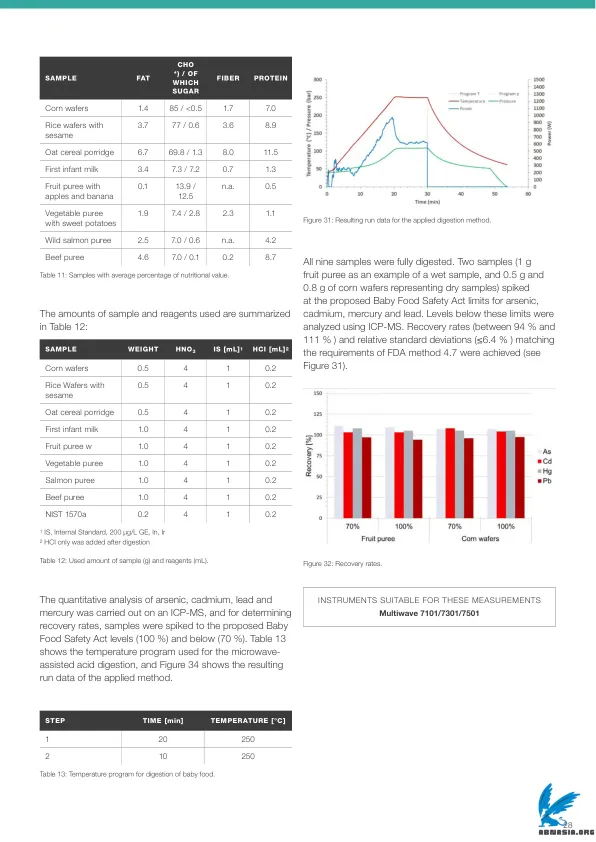 SAMPLE FAT CHO *) / OF WHICH SUGAR FIBER PROTEIN
Corn wafers 1.4 85 / <0.5 1.7 7.0
Rice wafers with sesame 3.7 77 / 0.6 3.6 8.9
Oat cereal porridge 6.7 69.8 / 1.3 8.0 11.5
First infant milk 3.4 7.3 / 7.2 0.7 1.3
Fruit puree with apples and banana 0.1 13.9 / 12.5 n.a. 0.5
Vegetable puree with sweet potatoes 1.9 7.4 / 2.8 2.3 1.1
Wild salmon puree 2.5 7.0 / 0.6 n.a. 4.2
Beef puree 4.6 7.0 / 0.1 0.2 8.7
Table 11: Samples with average percentage of nutritional value.
The amounts of sample and reagents used are summarized
in Table 12:
SAMPLE WEIGHT HNO₃ IS [mL]¹ HCl [mL]²
Corn wafers 0.5 4 1 0.2
Rice Wafers with sesame 0.5 4 1 0.2
Oat cereal porridge 0.5 4 1 0.2
First infant milk 1.0 4 1 0.2
Fruit puree w 1.0 4 1 0.2
Vegetable puree 1.0 4 1 0.2
Salmon puree 1.0 4 1 0.2
Beef puree 1.0 4 1 0.2
NIST 1570a 0.2 4 1 0.2
¹ IS, Internal Standard, 200 µg/L GE, In, Ir
² HCl only was added after digestion
Table 12: Used amount of sample (g) and reagents (mL).
The quantitative analysis of arsenic, cadmium, lead and
mercury was carried out on an ICP-MS, and for determining
recovery rates, samples were spiked to the proposed Baby
Food Safety Act levels (100 %) and below (70 %). Table 13
shows the temperature program used for the microwave-
assisted acid digestion, and Figure 34 shows the resulting
run data of the applied method.
STEP TIME [min] TEMPERATURE [°C]
1 20 250
2 10 250
Table 13: Temperature program for digestion of baby food.
Temperature [°C] / Pressure [bar]
300
250
200
150
100
50
0
Program T Program p
Temperature Pressure
Power
1500
1400
1300
1200
1100
1000
900
800
700
600
500
400
300
200
100
0
Power [W]
0 10 20 30 40 50 60
Time (min)
Figure 31: Resulting run data for the applied digestion method.
All nine samples were fully digested. Two samples (1 g
fruit puree as an example of a wet sample, and 0.5 g and
0.8 g of corn wafers representing dry samples) spiked
at the proposed Baby Food Safety Act limits for arsenic,
cadmium, mercury and lead. Levels below these limits were
analyzed using ICP-MS. Recovery rates (between 94 % and
111 % ) and relative standard deviations (≤6.4 % ) matching
the requirements of FDA method 4.7 were achieved (see
Figure 31).
Recovery [%]
150
125
100
75
50
25
0
As
Cd
Hg
Pb
70% 100% 70% 100%
Fruit puree Corn wafers
Figure 32: Recovery rates.
INSTRUMENTS SUITABLE FOR THESE MEASUREMENTS
Multiwave 7101/7301/7501
28
ABNASIA.ORG